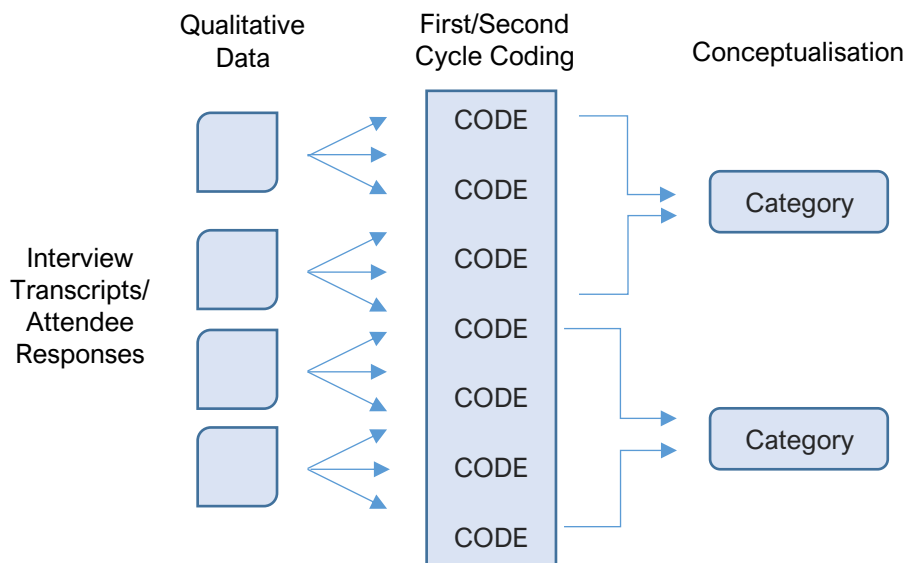 Qualitative
Data
First/Second
Cycle Coding
Conceptualisation
Interview
Transcripts/
Attendee
Responses
CODE
CODE
CODE
CODE
CODE
CODE
CODE
Category
Category